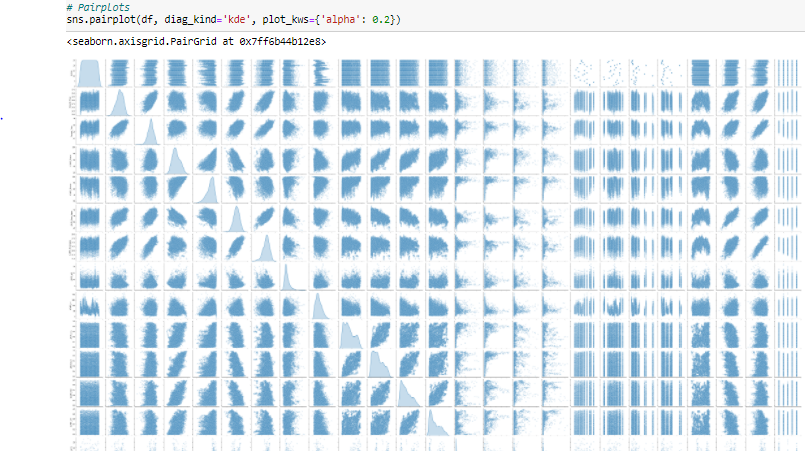 # Pairplots
sns.pairplot(df, diag_kind='kde', plot_kws={'alpha': 0.2})
<seaborn.axisgrid.PairGrid at 0x7ff6b44b12e8>